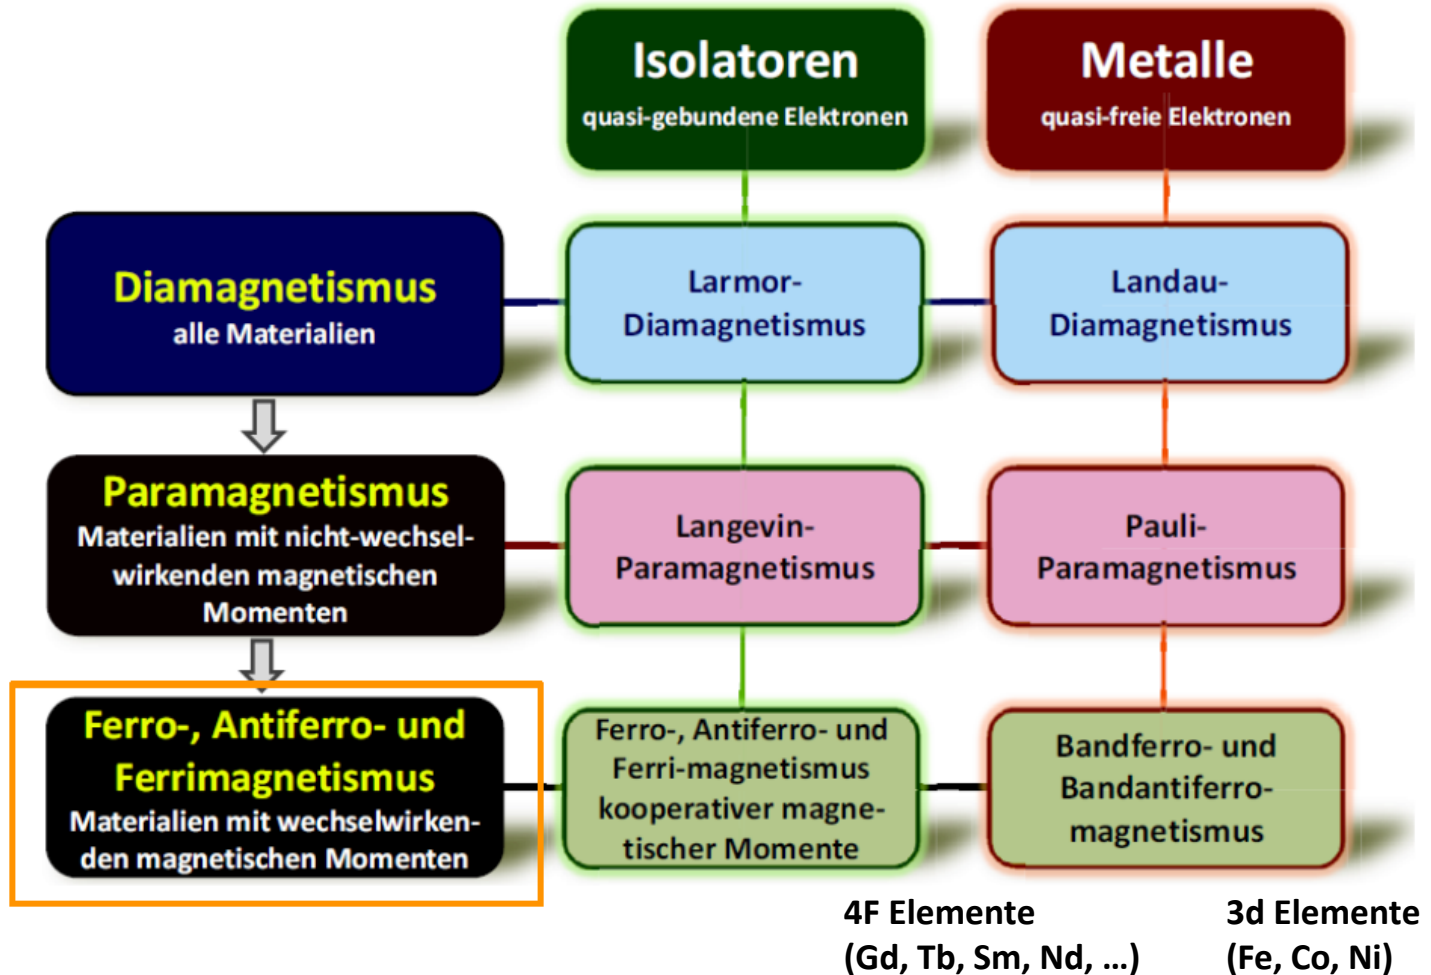 Isolatoren
quasi-gebundene Elektronen
Metalle
quasi-freie Elektronen
Diamagnetismus
alle Materialien
Larmor-
Diamagnetismus
Landau-
Diamagnetismus
Paramagnetismus
Materialien mit nicht-wechsel-
wirkenden magnetischen
Momenten
Langevin-
Paramagnetismus
Pauli-
Paramagnetismus
Ferro-, Antiferro- und
Ferrimagnetismus
Materialien mit wechselwirken-
den magnetischen Momenten
Ferro-, Antiferro- und
Ferri-magnetismus
kooperativer magne-
tischer Momente
Bandferro- und
Bandantiferro-
magnetismus
4F Elemente
(Gd, Tb, Sm, Nd, ...)
3d Elemente
(Fe, Co, Ni)